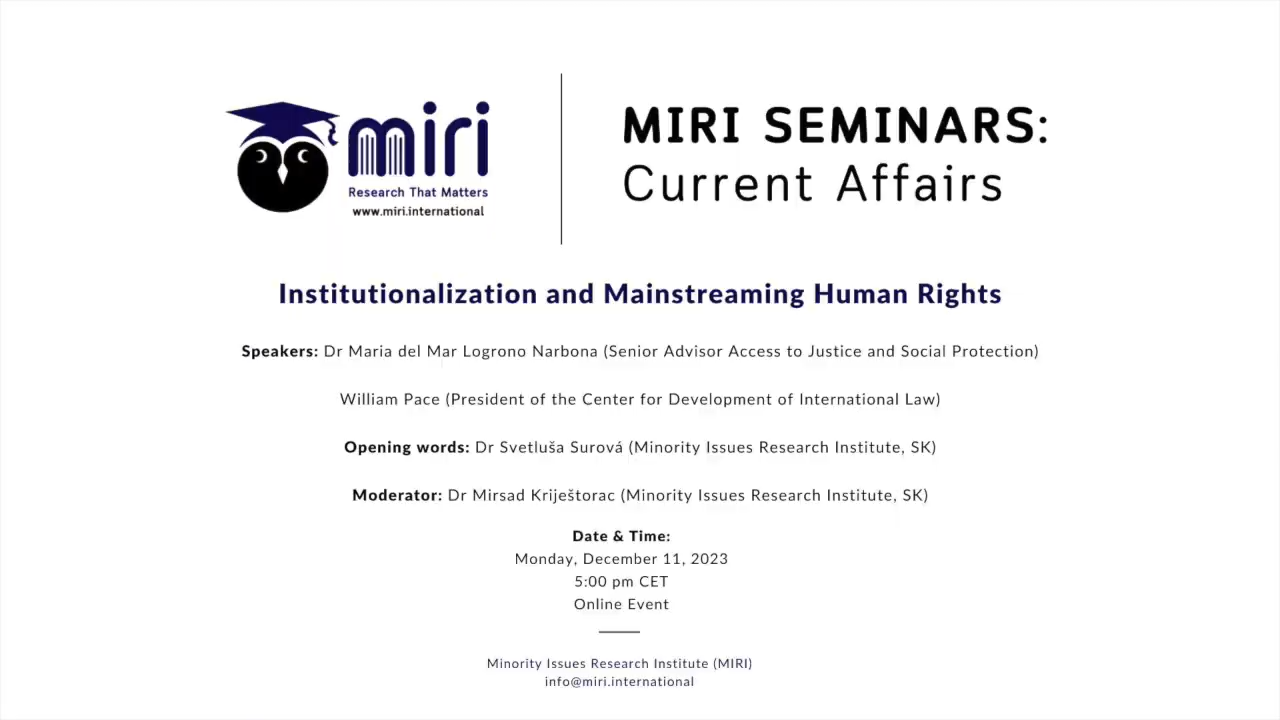 miri
Research That Matters
www.miri.international
MIRI SEMINARS:
Current Affairs
Institutionalization and Mainstreaming Human Rights
Speakers: Dr Maria del Mar Logrono Narbona (Senior Advisor Access to Justice and Social Protection)
William Pace (President of the Center for Development of International Law)
Opening words: Dr Svetluša Surová (Minority Issues Research Institute, SK)
Moderator: Dr Mirsad Kriještorac (Minority Issues Research Institute, SK)
Date & Time:
Monday, December 11, 2023
5:00 pm CET
Online Event
Minority Issues Research Institute (MIRI)
info@miri.international